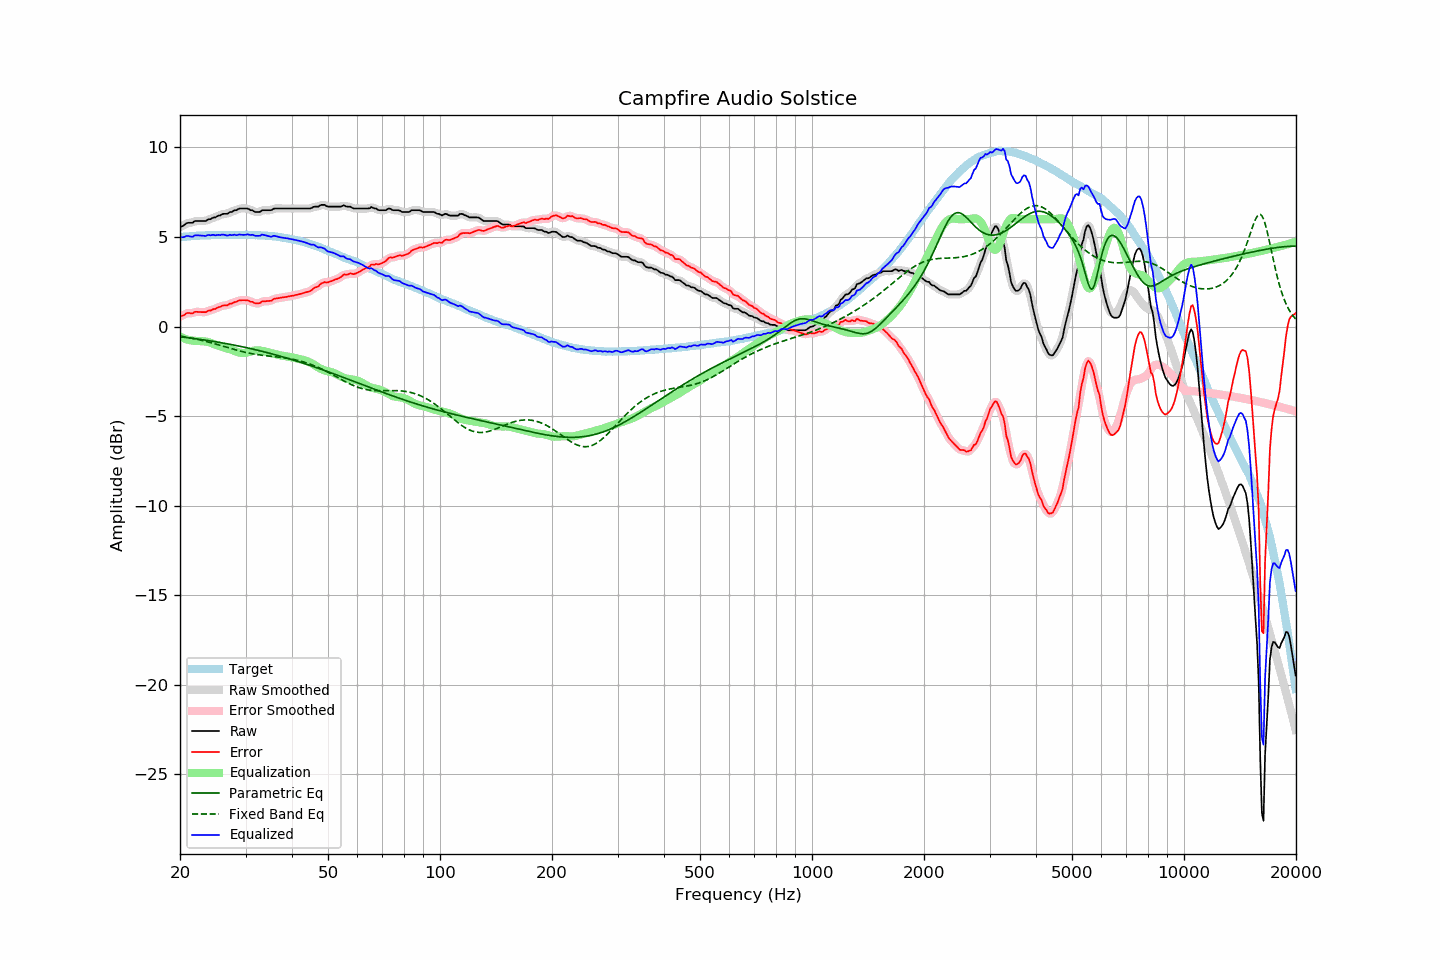 Campfire Audio Solstice
Amplitude (dBr)
10
5
0
−5
−10
−15
−20
−25
Target
Raw Smoothed
Error Smoothed
Raw
Error
Equalization
Parametric Eq
Fixed Band Eq
Equalized
20 50 100 200 500 1000 2000 5000 10000 20000
Frequency (Hz)